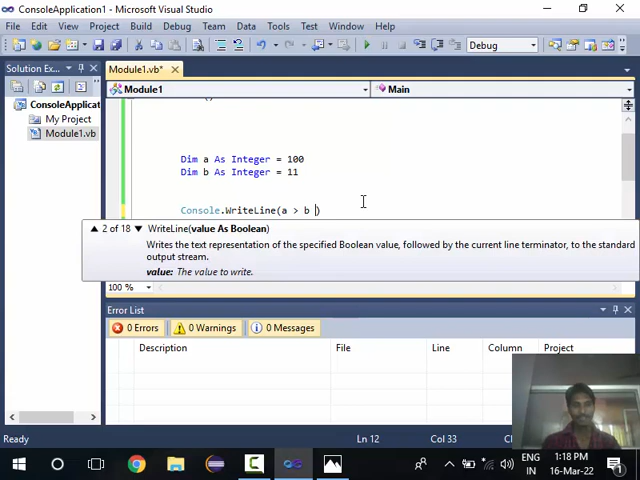 ConsoleApplication1 - Microsoft Visual Studio
File Edit View Project Build Debug Team Data Tools Test Window Help
Debug
Solution Ex...
Module1.vb
Module1 Main
ConsoleApplicat
My Project
Module1.vb
Dim a As Integer = 100
Dim b As Integer = 11
Console.WriteLine(a > b )
2 of 18 WriteLine(value As Boolean)
Writes the text representation of the specified Boolean value, followed by the current line terminator, to the standard
output stream.
value: The value to write.
100 %
Error List
0 Errors 0 Warnings 0 Messages
Description File Line Column Project
Ready Ln 12 Col 33
ENG 1:18 PM
IN 16-Mar-22